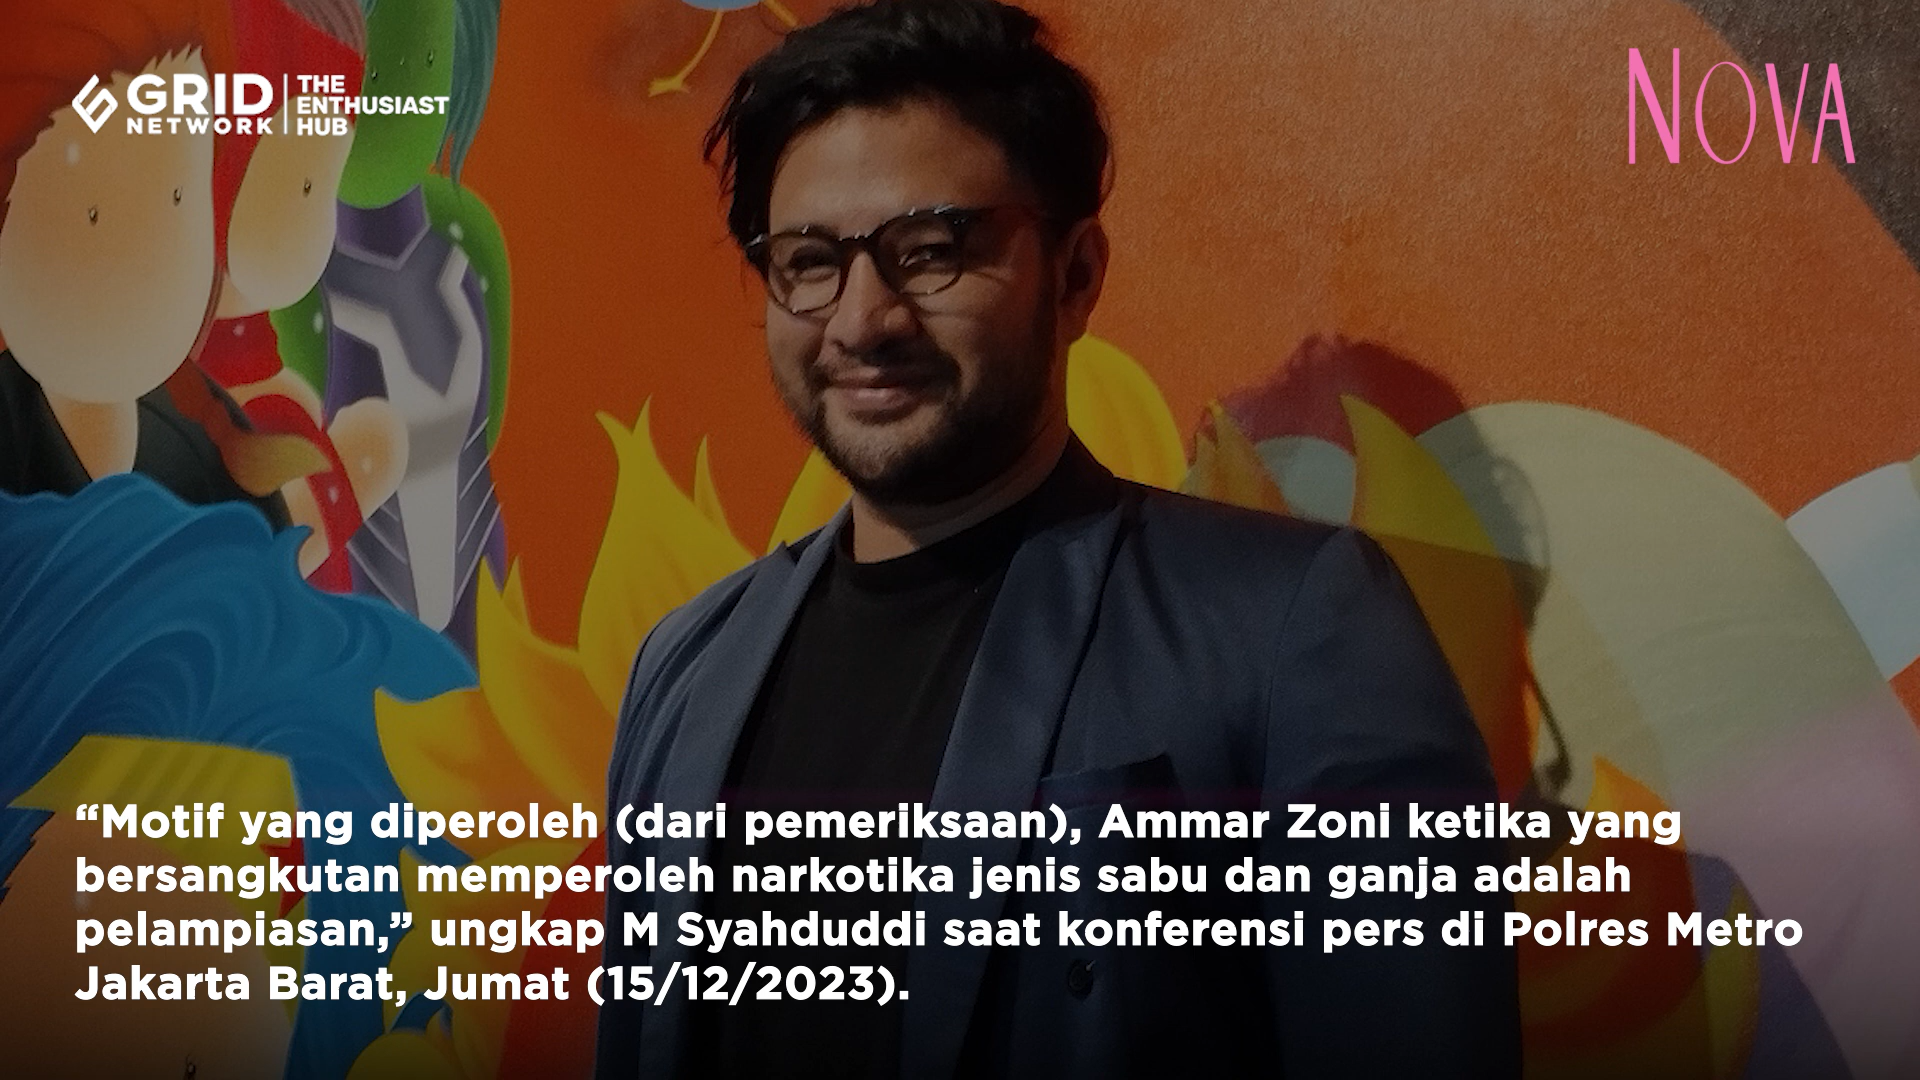 GRID
NETWORK
THE
ENTHUSIAST
HUB
NOVA
“Motif yang diperoleh (dari pemeriksaan), Ammar Zoni ketika yang
bersangkutan memperoleh narkotika jenis sabu dan ganja adalah
pelampiasan,” ungkap M Syahduddi saat konferensi pers di Polres Metro
Jakarta Barat, Jumat (15/12/2023).